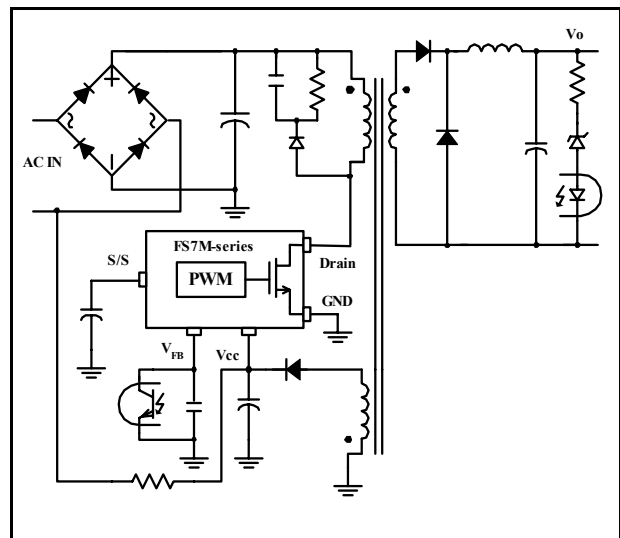 Vo
AC IN
S/S
FS7M-series
PWM
Drain
GND
VFB
Vcc